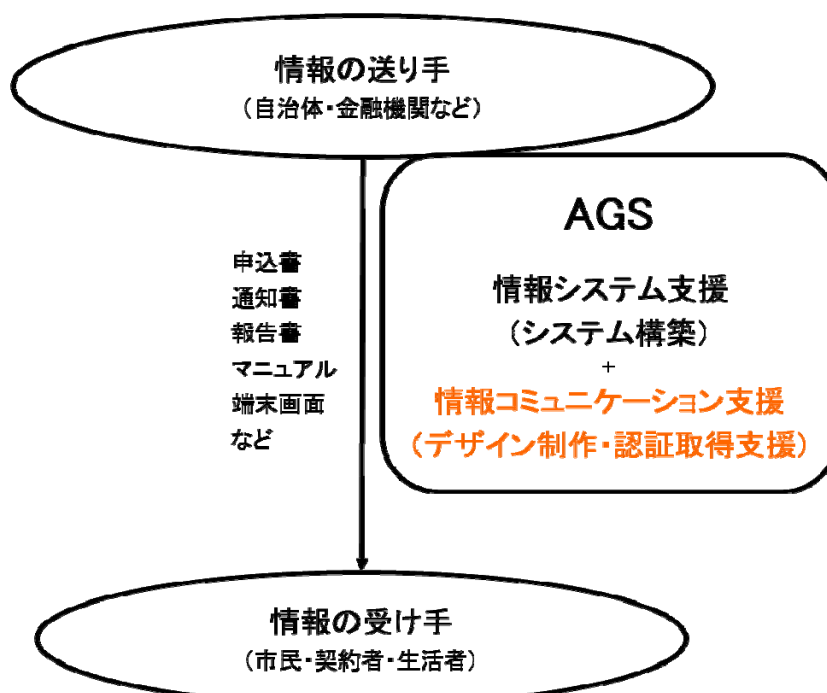 情報の送り手
（自治体・金融機関など）
申込書
通知書
報告書
マニュアル
端末画面
など
AGS
情報システム支援
（システム構築）
+
情報コミュニケーション支援
（デザイン制作・認証取得支援）
情報の受け手
（市民・契約者・生活者）